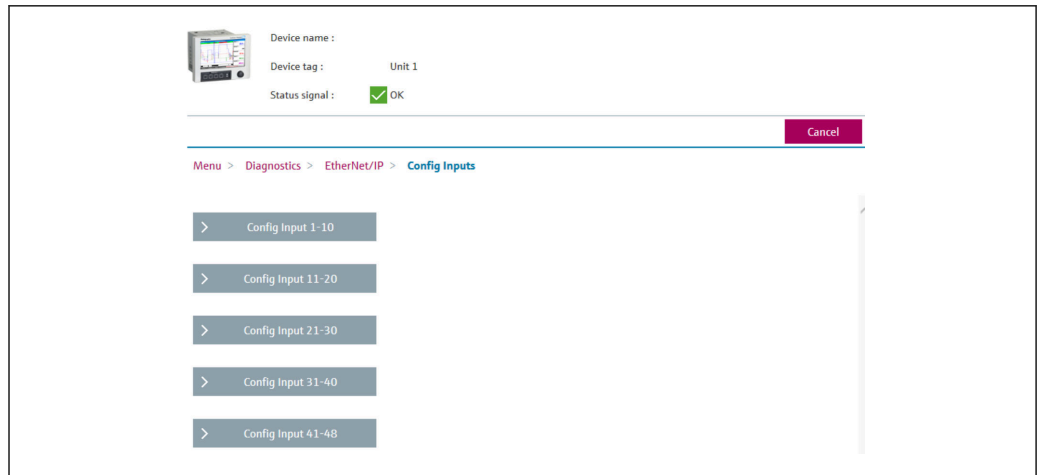 Device name :
Device tag : Unit 1
Status signal : OK
Cancel
Menu > Diagnostics > EtherNet/IP > Config Inputs
> Config Input 1-10
> Config Input 11-20
> Config Input 21-30
> Config Input 31-40
> Config Input 41-48